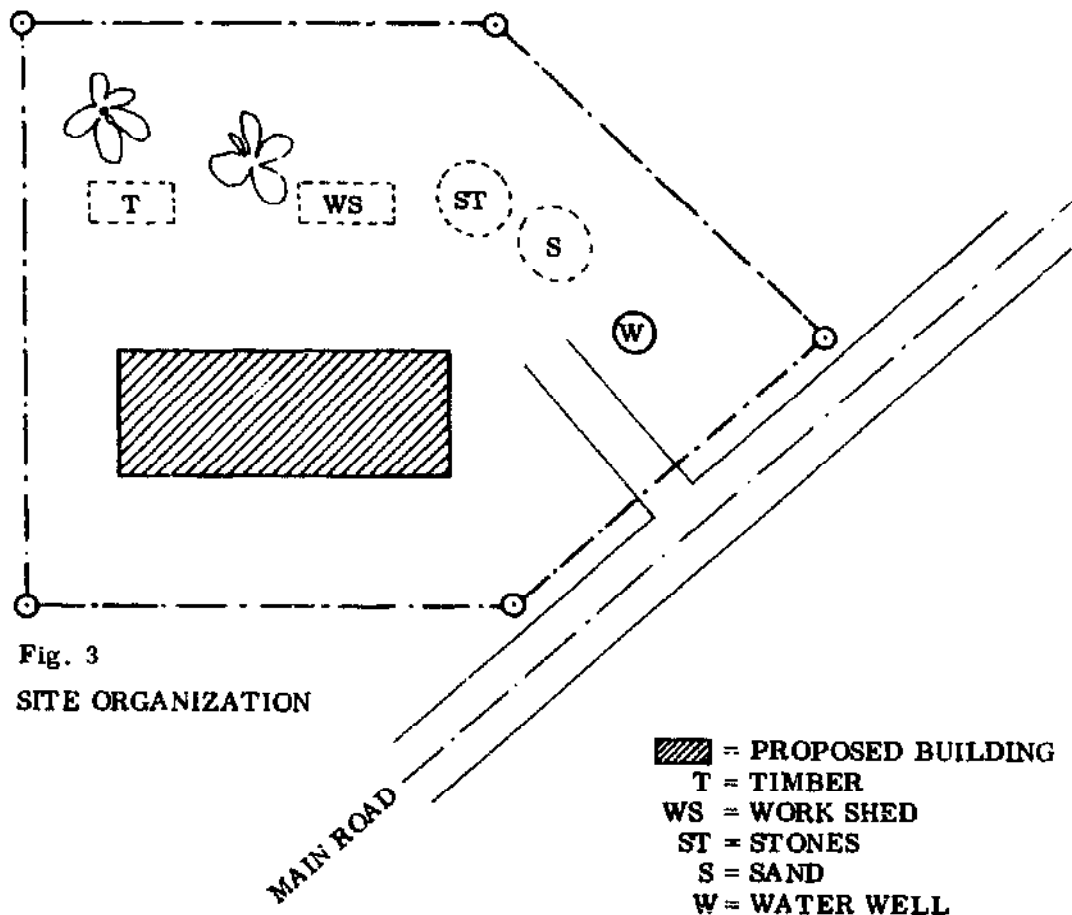 T
WS
ST
S
W
Fig. 3
SITE ORGANIZATION
MAIN ROAD
= PROPOSED BUILDING
T = TIMBER
WS = WORK SHED
ST = STONES
S = SAND
W = WATER WELL